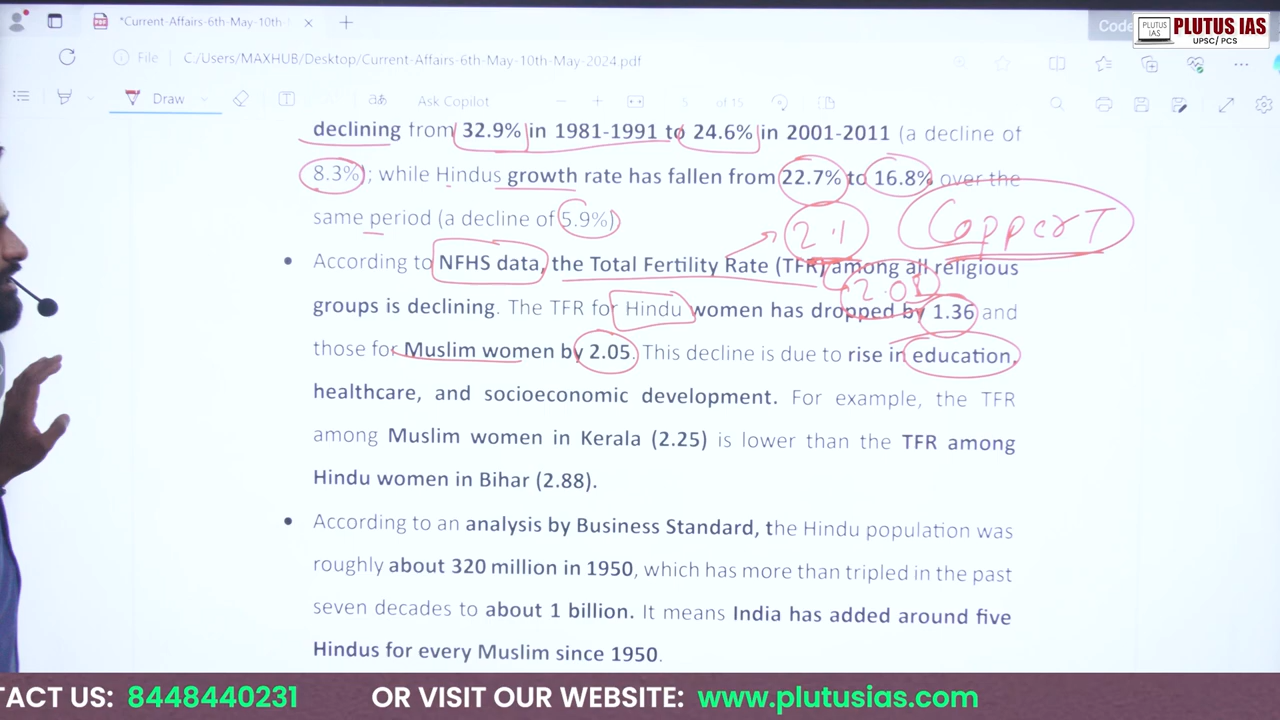 *Current-Affairs-6th-May-10th
Code
PLUTUS IAS
PLUTUS IAS
UPSC/ PCS
File C:/Users/MAXHUB/Desktop/Current-Affairs-6th-May-10th-May-2024.pdf
Draw Ask Copilot 5 of 15
declining from 32.9% in 1981-1991 to 24.6% in 2001-2011 (a decline of
8.3%); while Hindus growth rate has fallen from 22.7% to 16.8% over the
same period (a decline of 5.9%)
2.1 Copper T
• According to NFHS data, the Total Fertility Rate (TFR) among all religious
2.01
groups is declining. The TFR for Hindu women has dropped by 1.36 and
those for Muslim women by 2.05. This decline is due to rise in education,
healthcare, and socioeconomic development. For example, the TFR
among Muslim women in Kerala (2.25) is lower than the TFR among
Hindu women in Bihar (2.88).
• According to an analysis by Business Standard, the Hindu population was
roughly about 320 million in 1950, which has more than tripled in the past
seven decades to about 1 billion. It means India has added around five
Hindus for every Muslim since 1950.
TACT US: 8448440231 OR VISIT OUR WEBSITE: www.plutusias.com